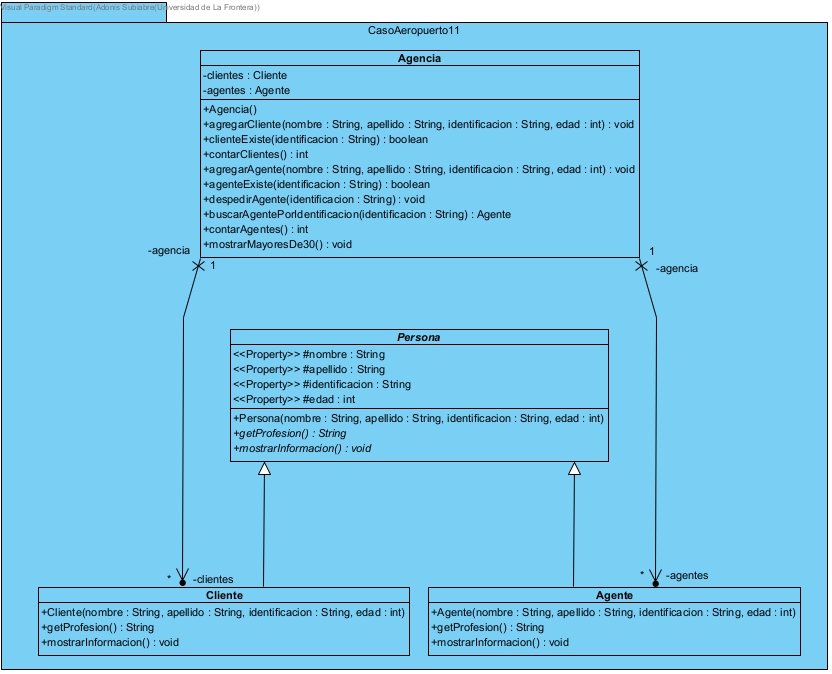 Visual Paradigm Standard(Adonis Subiabre(Universidad de La Frontera))
CasoAeropuerto11
Agencia
-clientes : Cliente
-agentes : Agente
+Agencia()
+agregarCliente(nombre : String, apellido : String, identificacion : String, edad : int) : void
+clienteExiste(identificacion : String) : boolean
+contarClientes() : int
+agregarAgente(nombre : String, apellido : String, identificacion : String, edad : int) : void
+agenteExiste(identificacion : String) : boolean
+despedirAgente(identificacion : String) : void
+buscarAgentePorIdentificacion(identificacion : String) : Agente
+contarAgentes() : int
+mostrarMayoresDe30() : void
-agencia
1
1
-agencia
Persona
<<Property>> #nombre : String
<<Property>> #apellido : String
<<Property>> #identificacion : String
<<Property>> #edad : int
+Persona(nombre : String, apellido : String, identificacion : String, edad : int)
+getProfesion() : String
+mostrarInformacion() : void
*
-clientes
*
-agentes
Cliente
+Cliente(nombre : String, apellido : String, identificacion : String, edad : int)
+getProfesion() : String
+mostrarInformacion() : void
Agente
+Agente(nombre : String, apellido : String, identificacion : String, edad : int)
+getProfesion() : String
+mostrarInformacion() : void